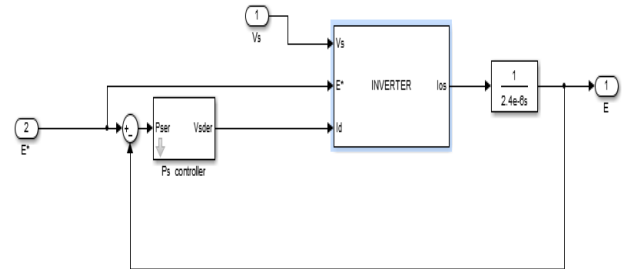 1
Vs
Vs
E*
INVERTER
Ios
Id
1
2.4e-6s
1
E
2
E*
+
-
Pser
Vsder
Ps controller